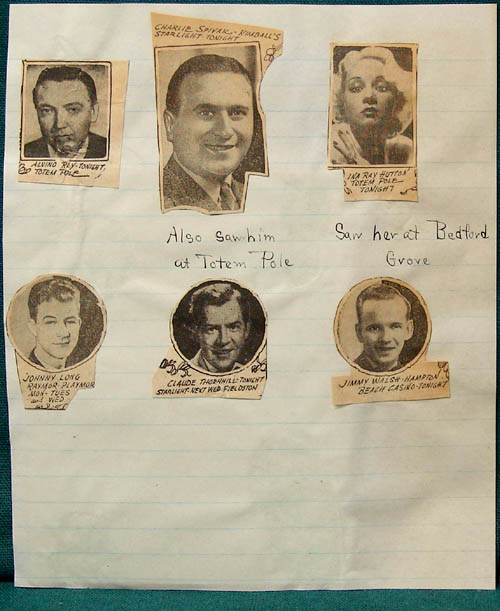 CHARLIE SPIVAK - KIMBALL'S
STARLIGHT - TONIGHT
ALVINO REY - TONIGHT,
TOTEM POLE
INA RAY HUTTON
TOTEM POLE
TONIGHT
Also saw him
at Totem Pole
Saw her at Bedford
Grove
JOHNNY LONG
RAYMOR-PLAYMOR
MON-TUES
and WED.
CLAUDE THORNHILL-TONIGHT
STARLIGHT-NEXT WED FIELDSTON
JIMMY WALSH-HAMPTON
BEACH CASINO-TONIGHT